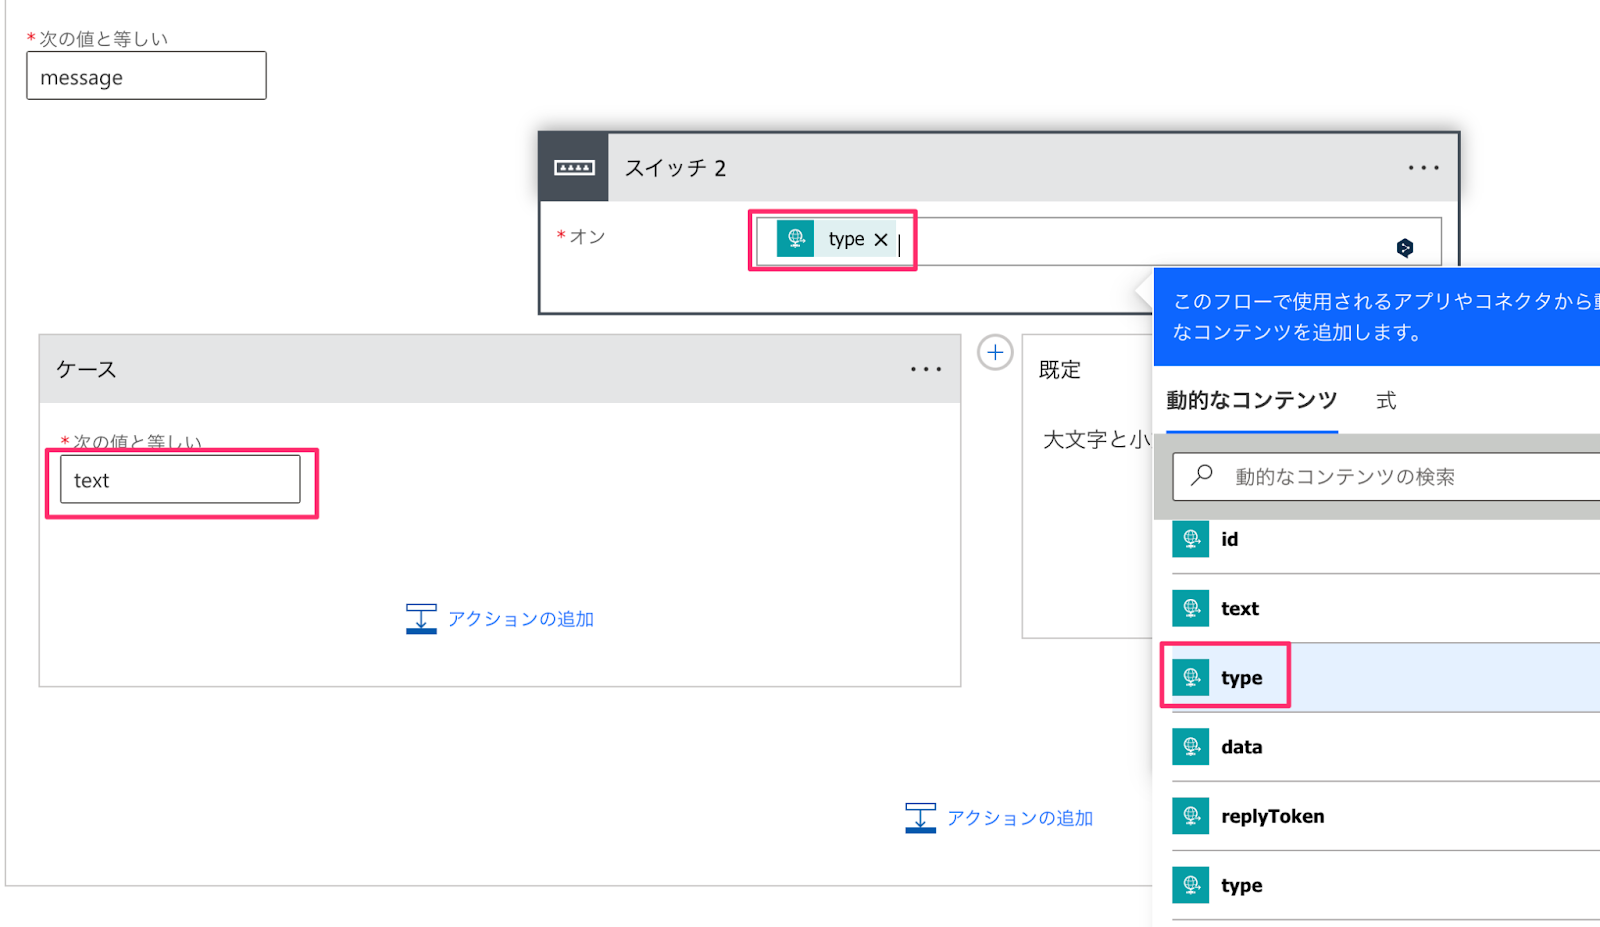 *次の値と等しい
message
スイッチ 2
*オン
type
このフローで使用されるアプリやコネクタから
なコンテンツを追加します。
ケース
既定
動的なコンテンツ
式
*次の値と等しい
大文字と小
text
動的なコンテンツの検索
id
text
type
data
replyToken
type
アクションの追加
アクションの追加